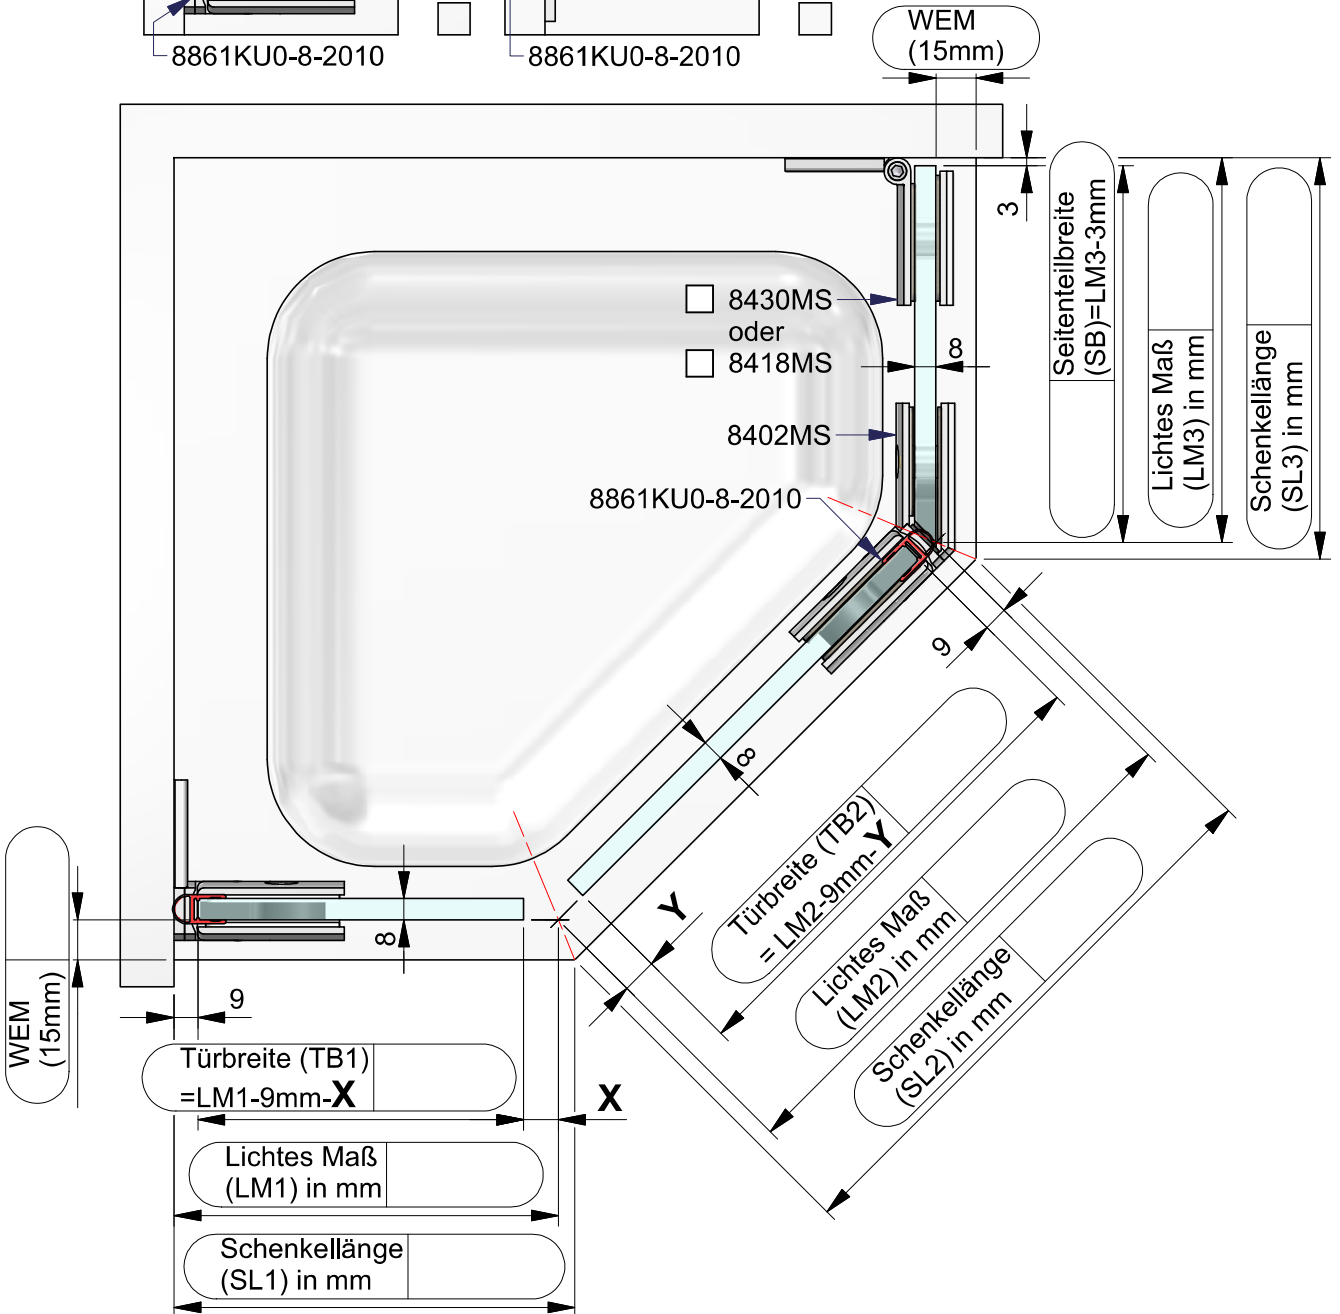 8861KU0-8-2010
8861KU0-8-2010
WEM
(15mm)
3
Seitenteilbreite
(SB)=LM3-3mm
Lichtes Maß
(LM3) in mm
Schenkellänge
(SL3) in mm
8430MS
oder
8418MS
8
8402MS
8861KU0-8-2010
9
8
Türbreite (TB2)
= LM2-9mm-Y
Lichtes Maß
(LM2) in mm
Schenkellänge
(SL2) in mm
Y
8
WEM
(15mm)
9
Türbreite (TB1)
=LM1-9mm-X
X
Lichtes Maß
(LM1) in mm
Schenkellänge
(SL1) in mm